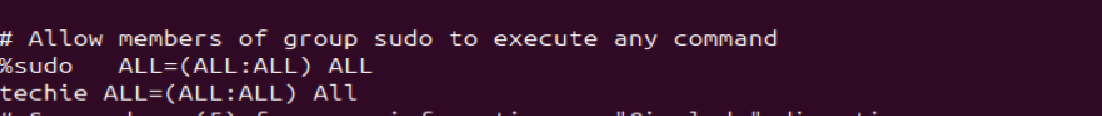 # Allow members of group sudo to execute any command
%sudo   ALL=(ALL:ALL) ALL
techie ALL=(ALL:ALL) All